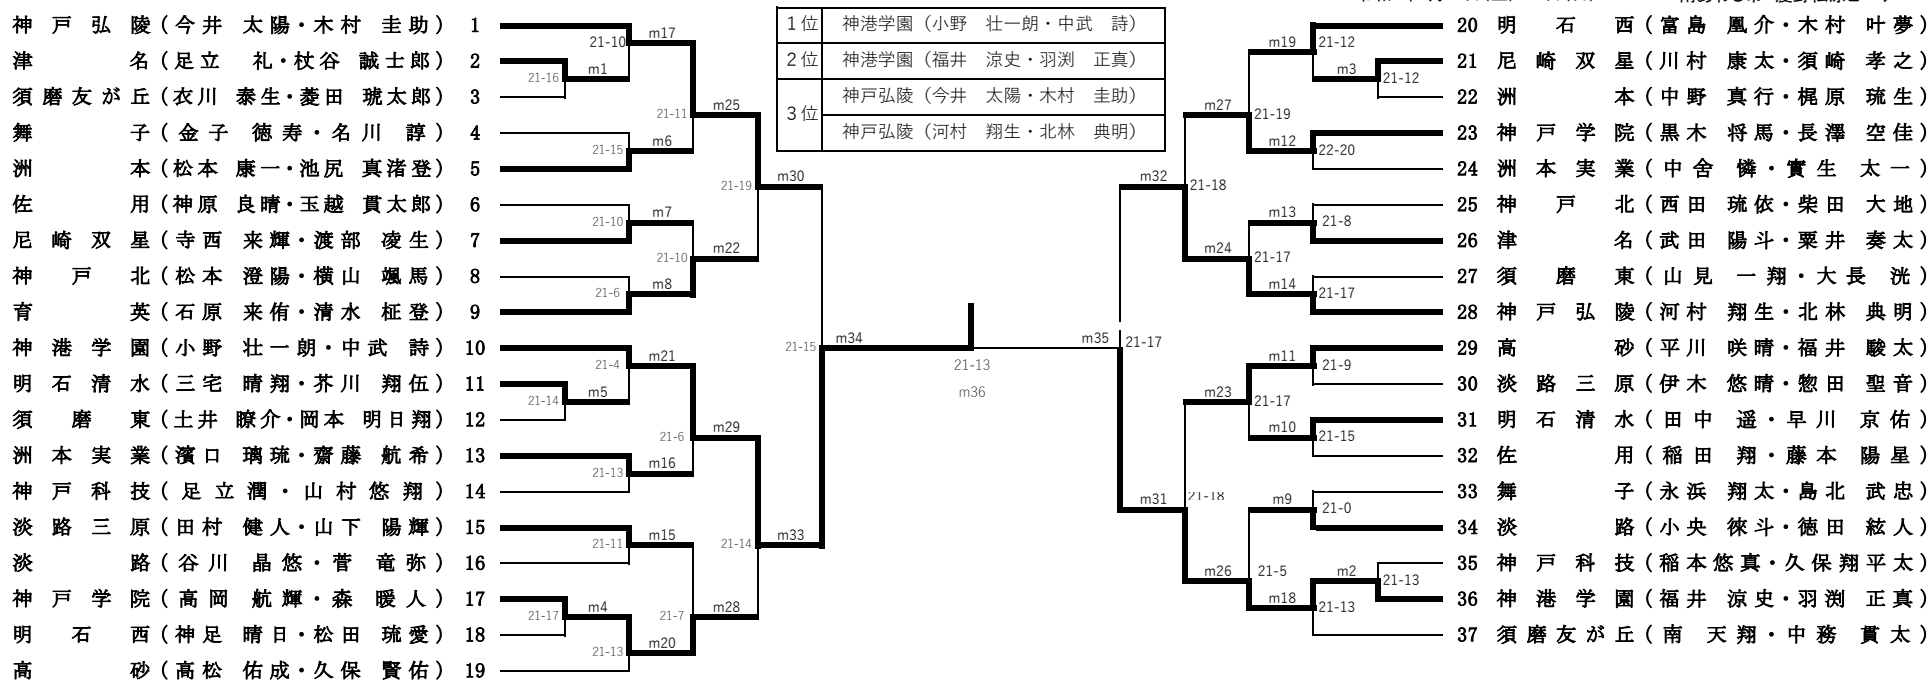 神戸弘陵（今井 太陽・木村 圭助） 1
津名（足立 礼・杖谷 誠士郎） 2
須磨友が丘（衣川 泰生・菱田 琥太郎） 3
舞子（金子 徳寿・名川 諄） 4
洲本（松本 康一・池尻 真渚登） 5
佐用（神原 良晴・玉越 貫太郎） 6
尼崎双星（寺西 来輝・渡部 凌生） 7
神戸北（松本 澄陽・横山 颯馬） 8
育英（石原 来侑・清水 柾登） 9
神港学園（小野 壮一朗・中武 詩） 10
明石清水（三宅 晴翔・芥川 翔伍） 11
須磨東（土井 瞭介・岡本 明日翔） 12
洲本実業（濱口 璃琉・齋藤 航希） 13
神戸科技（足立潤・山村悠翔） 14
淡路三原（田村 健人・山下 陽輝） 15
淡路（谷川 晶悠・菅 竜弥） 16
神戸学院（高岡 航輝・森 暖人） 17
明石西（神足 晴日・松田 琉愛） 18
高砂（高松 佑成・久保 賢佑） 19
m17
21-10
m1
21-16
m25
21-11
m6
21-15
m30
21-19
m7
21-10
m22
21-10
m8
21-6
m34
21-15
m21
21-4
m5
21-14
m29
21-6
m16
21-13
m33
21-14
m15
21-11
m28
21-7
m4
21-17
m20
21-13
1位 神港学園（小野 壮一朗・中武 詩）
2位 神港学園（福井 涼史・羽渕 正真）
3位 神戸弘陵（今井 太陽・木村 圭助）
神戸弘陵（河村 翔生・北林 典明）
21-13
m36
m19
21-12
m3
21-12
m27
21-19
m12
22-20
m32
21-18
m13
21-8
m24
21-17
m14
21-17
m35
21-17
m11
21-9
m23
21-17
m10
21-15
m31
21-18
m9
21-0
m26
21-5
m2
21-13
m18
21-13
20 明石西（富島 凰介・木村 叶夢）
21 尼崎双星（川村 康太・須崎 孝之）
22 洲本（中野 真行・梶原 琉生）
23 神戸学院（黒木 将馬・長澤 空佳）
24 洲本実業（中舍 憐・實生 太一）
25 神戸北（西田 琉依・柴田 大地）
26 津名（武田 陽斗・粟井 奏太）
27 須磨東（山見 一翔・大長 洸）
28 神戸弘陵（河村 翔生・北林 典明）
29 高砂（平川 咲晴・福井 駿太）
30 淡路三原（伊木 悠晴・惣田 聖音）
31 明石清水（田中 遥・早川 京佑）
32 佐用（稲田 翔・藤本 陽星）
33 舞子（永浜 翔太・島北 武忠）
34 淡路（小央 徠斗・徳田 絃人）
35 神戸科技（稲本悠真・久保翔平太）
36 神港学園（福井 涼史・羽渕 正真）
37 須磨友が丘（南 天翔・中務 貫太）